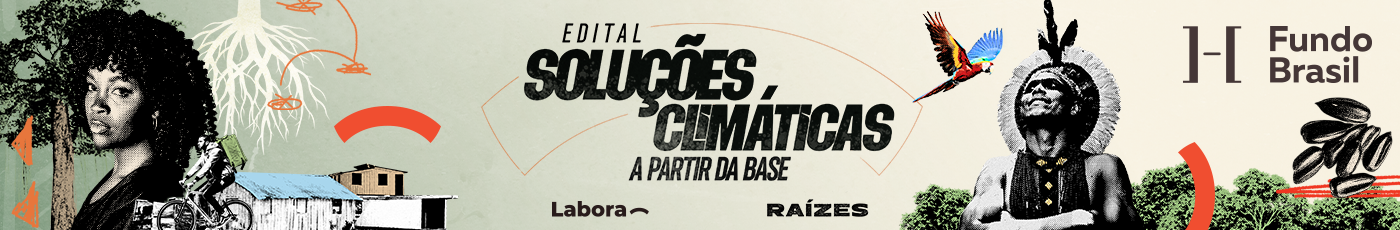 EDITAL
SOLUÇÕES
CLIMÁTICAS
A PARTIR DA BASE
Labora
RAÍZES
Fundo
Brasil